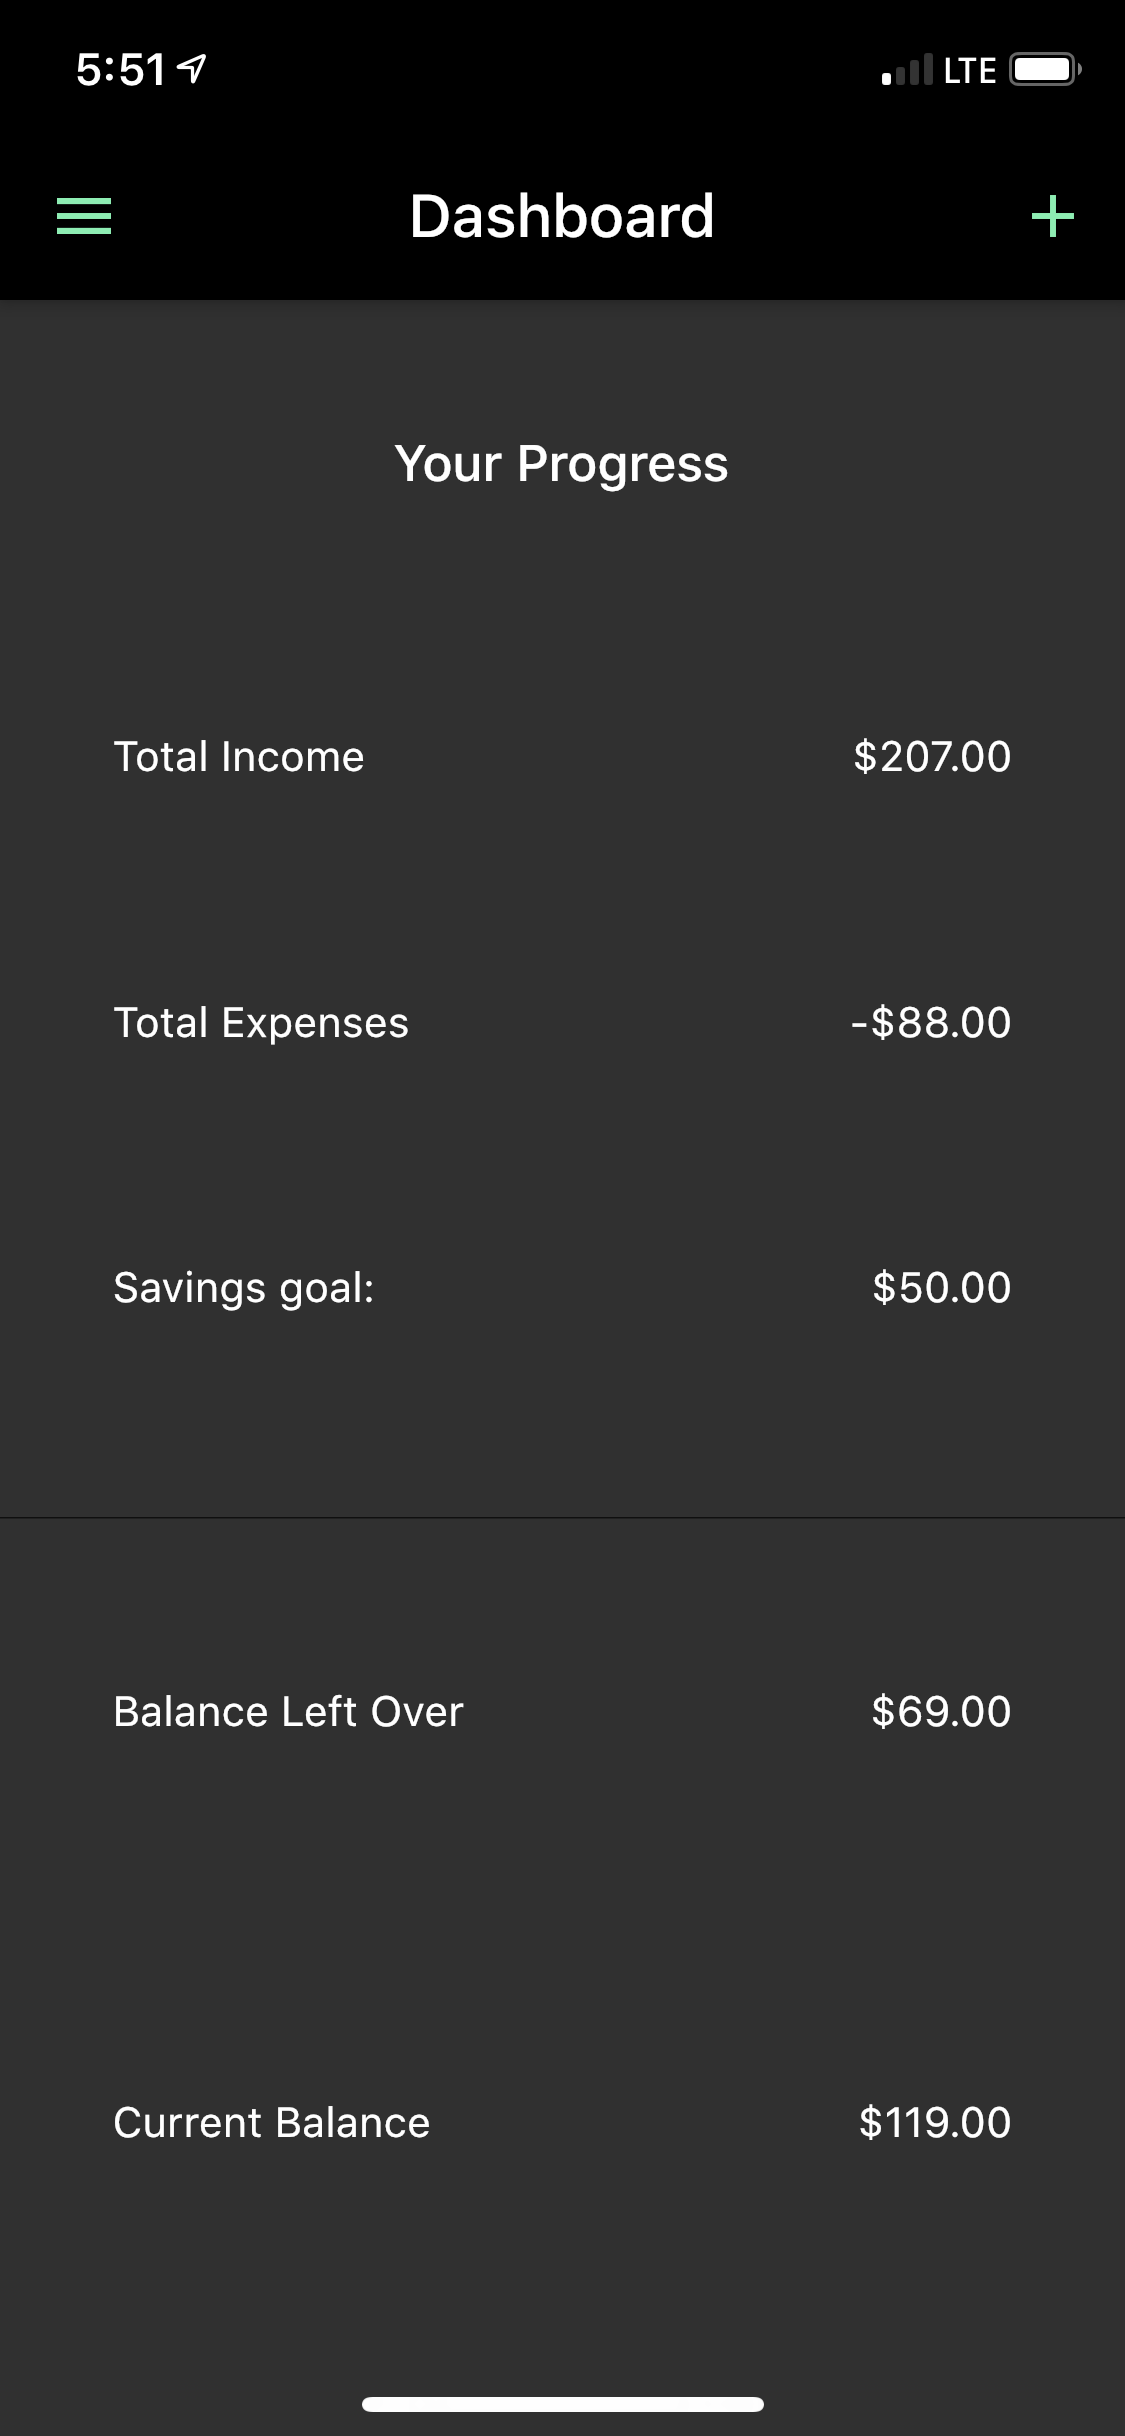 5:51 LTE
Dashboard
Your Progress
Total Income $207.00
Total Expenses -$88.00
Savings goal: $50.00
Balance Left Over $69.00
Current Balance $119.00